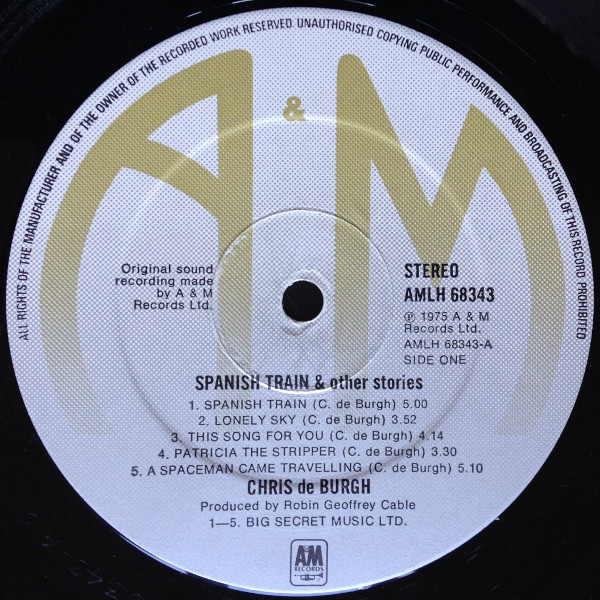 ALL RIGHTS OF THE MANUFACTURER AND OF THE OWNER OF THE RECORDED WORK RESERVED. UNAUTHORISED COPYING PUBLIC PERFORMANCE AND BROADCASTING OF THIS RECORD PROHIBITED
A & M
Original sound
recording made
by A & M
Records Ltd.
STEREO
AMLH 68343
℗ 1975 A & M
Records Ltd.
AMLH 68343-A
SIDE ONE
SPANISH TRAIN & other stories
1. SPANISH TRAIN (C. de Burgh) 5.00
2. LONELY SKY (C. de Burgh) 3.52
3. THIS SONG FOR YOU (C. de Burgh) 4.14
4. PATRICIA THE STRIPPER (C. de Burgh) 3.30
5. A SPACEMAN CAME TRAVELLING (C. de Burgh) 5.10
CHRIS de BURGH
Produced by Robin Geoffrey Cable
1—5. BIG SECRET MUSIC LTD.
A&M
RECORDS